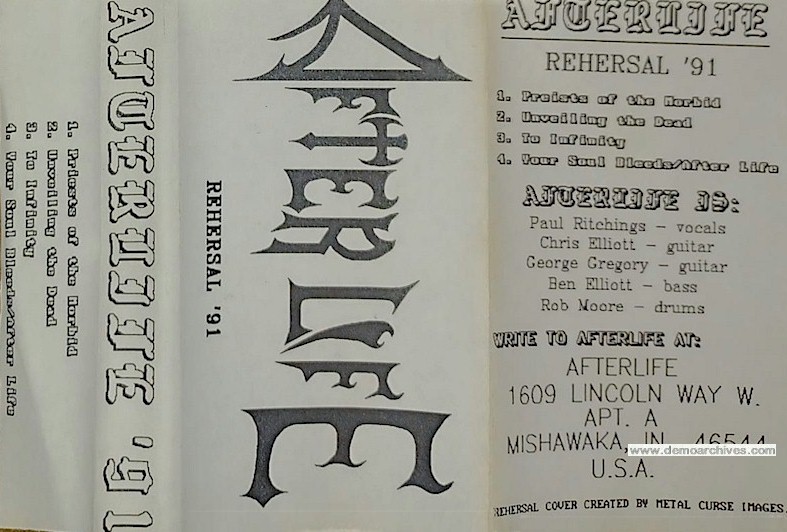 1. Priests of the Morbid
2. Unveiling the Dead
3. To Infinity
4. Your Soul Bleeds/After Life
AFTERLIFE '91
REHERSAL '91
AFTER LYFE
AFTERLIFE
REHERSAL '91
1. Preists of the Morbid
2. Unveiling the Dead
3. To Infinity
4. Your Soul Bleeds/After Life
AFTERLIFE IS:
Paul Ritchings - vocals
Chris Elliott - guitar
George Gregory - guitar
Ben Elliott - bass
Rob Moore - drums
WRITE TO AFTERLIFE AT:
AFTERLIFE
1609 LINCOLN WAY W.
APT. A
MISHAWAKA, IN 46544
www.demoarchives.com
U.S.A.
REHERSAL COVER CREATED BY METAL CURSE IMAGES.